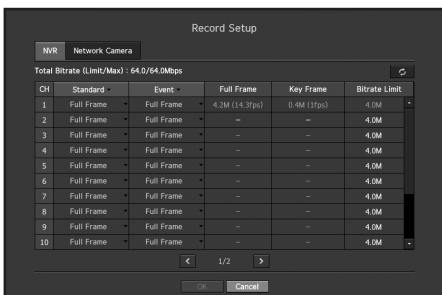 Record Setup
NVR Network Camera
Total Bitrate (Limit/Max) : 64.0/64.0Mbps
CH Standard Event Full Frame Key Frame Bitrate Limit
1 Full Frame Full Frame 4.2M (14.3fps) 0.4M (1fps) 4.0M
2 Full Frame Full Frame – – 4.0M
3 Full Frame Full Frame – – 4.0M
4 Full Frame Full Frame – – 4.0M
5 Full Frame Full Frame – – 4.0M
6 Full Frame Full Frame – – 4.0M
7 Full Frame Full Frame – – 4.0M
8 Full Frame Full Frame – – 4.0M
9 Full Frame Full Frame – – 4.0M
10 Full Frame Full Frame – – 4.0M
< 1/2 >
OK Cancel